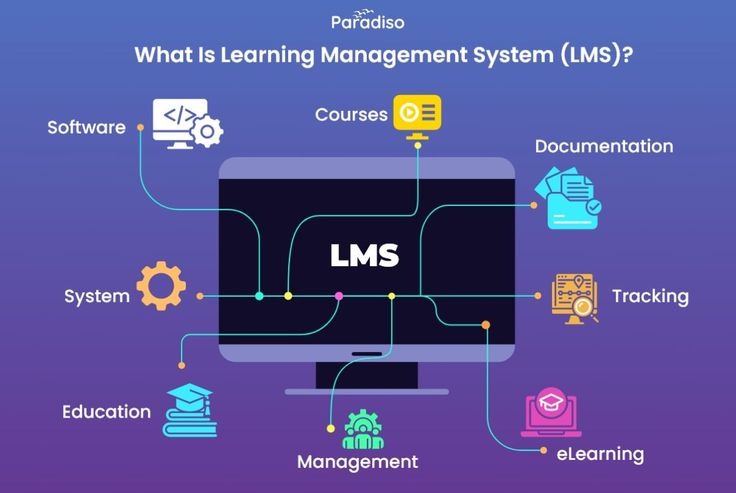 Paradiso
What Is Learning Management System (LMS)?
Software
</>
Courses
Documentation
LMS
System
Tracking
Education
Management
eLearning